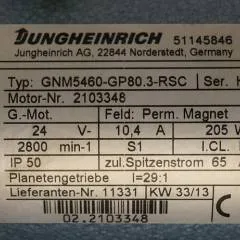 JUNGHEINRICH 51145846
Jungheinrich AG, 22844 Norderstedt, Germany
Typ: GNM5460-GP80.3-RSC Ser.
Motor-Nr. 2103348
G.-Mot. Feld: Perm. Magnet
24 V- 10,4 A 205 W
2800 min-1 S1 I.CL.
IP 50 zul.Spitzenstrom 65
Planetengetriebe I=29:1
Lieferanten-Nr. 11331 KW 33/13
02.2103348